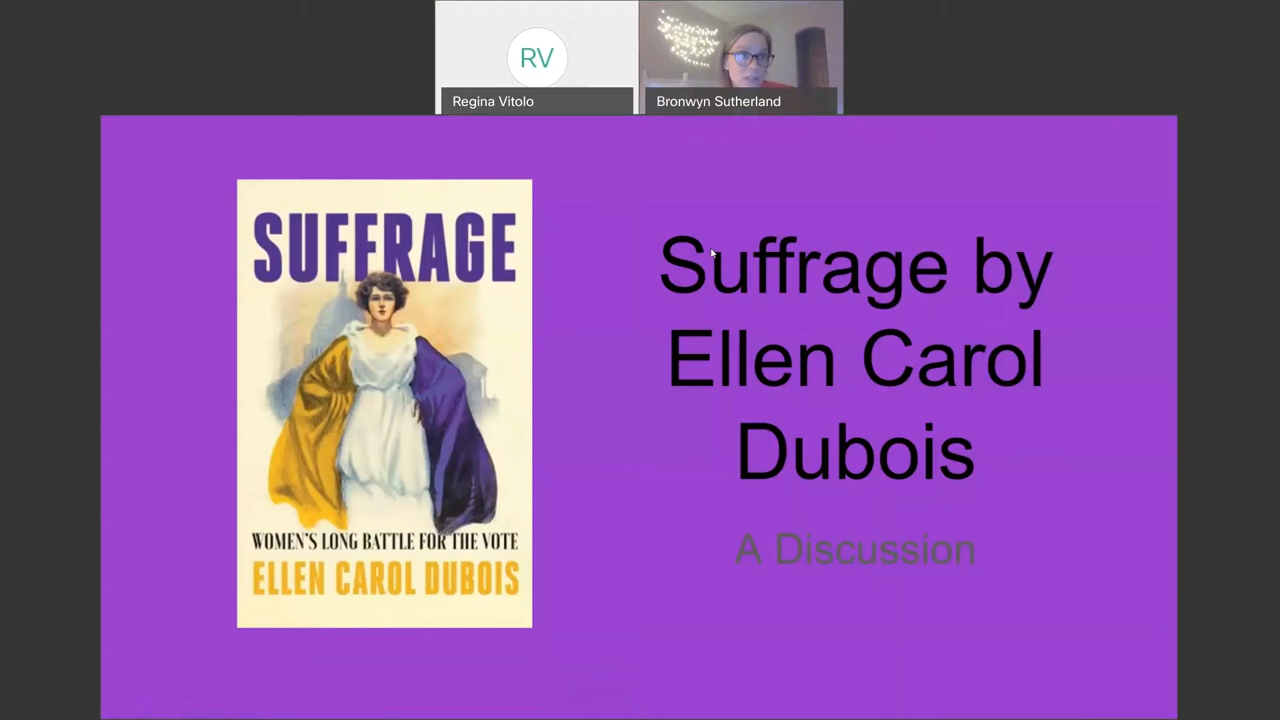 RV
Regina Vitolo
Bronwyn Sutherland
SUFFRAGE
WOMEN'S LONG BATTLE FOR THE VOTE
ELLEN CAROL DUBOIS
Suffrage by
Ellen Carol
Dubois
A Discussion